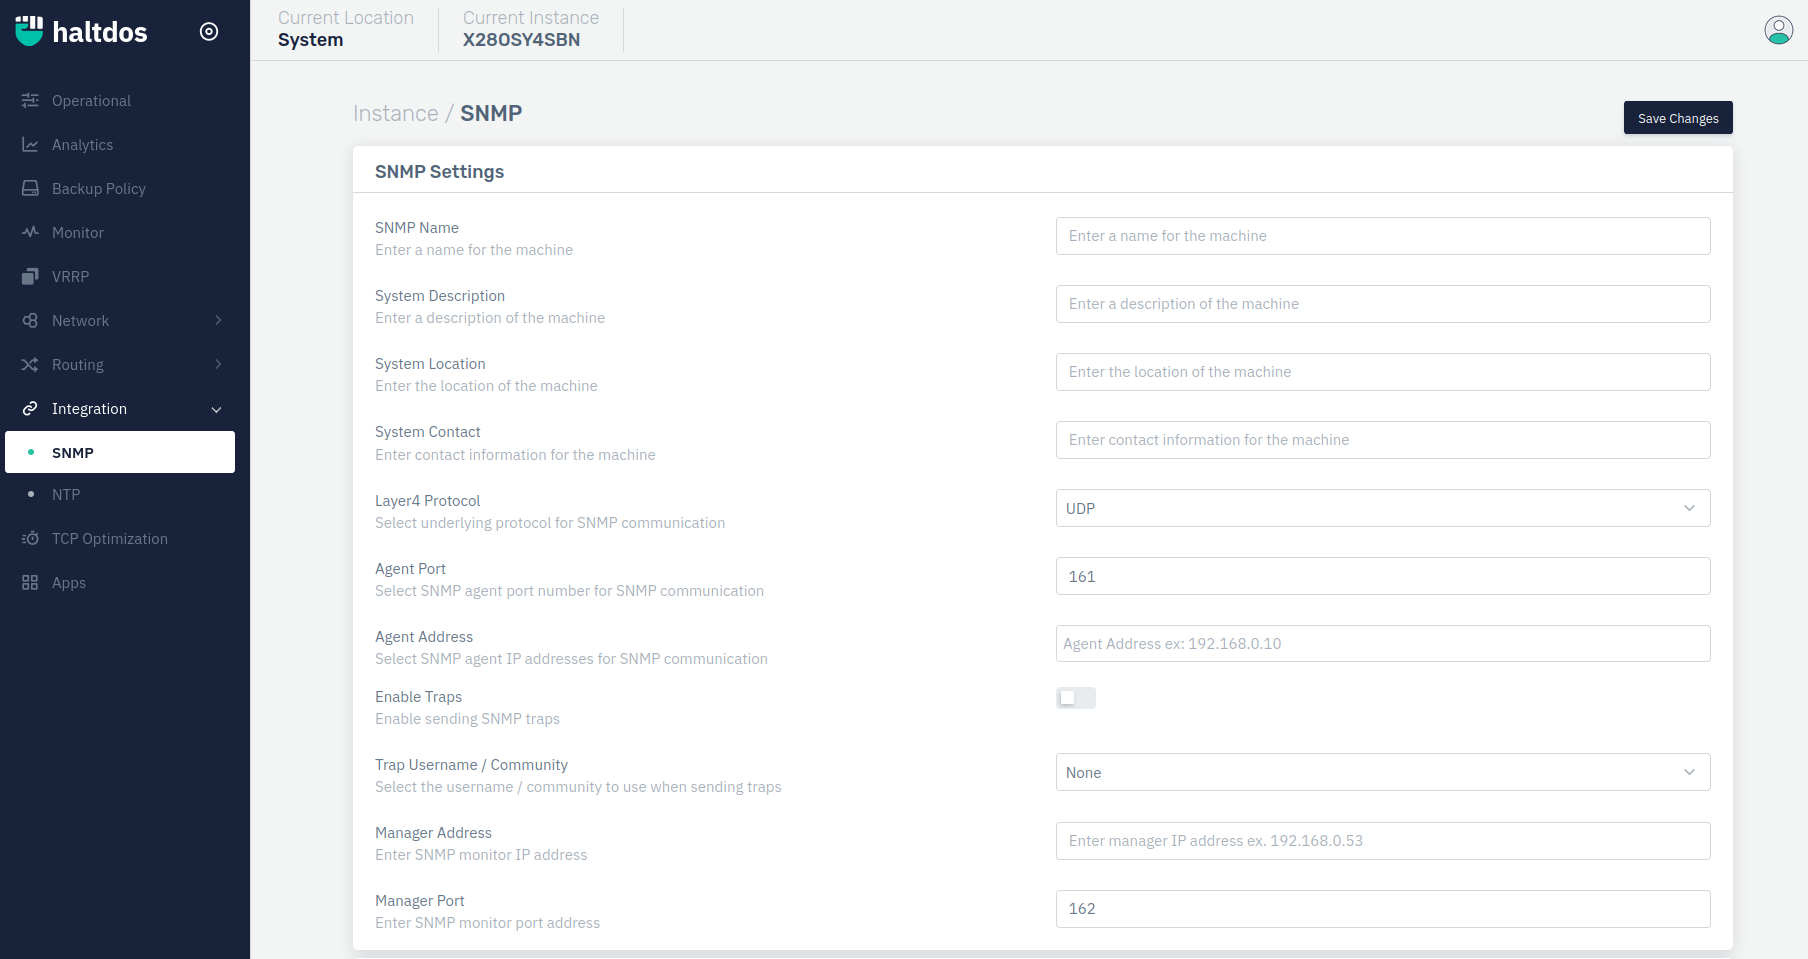 haltdos
Current Location
System
Current Instance
X280SY4SBN
Operational
Analytics
Backup Policy
Monitor
VRRP
Network
Routing
Integration
SNMP
NTP
TCP Optimization
Apps
Instance / SNMP
Save Changes
SNMP Settings
SNMP Name
Enter a name for the machine
Enter a name for the machine
System Description
Enter a description of the machine
Enter a description of the machine
System Location
Enter the location of the machine
Enter the location of the machine
System Contact
Enter contact information for the machine
Enter contact information for the machine
Layer4 Protocol
Select underlying protocol for SNMP communication
UDP
Agent Port
Select SNMP agent port number for SNMP communication
161
Agent Address
Select SNMP agent IP addresses for SNMP communication
Agent Address ex: 192.168.0.10
Enable Traps
Enable sending SNMP traps
Trap Username / Community
Select the username / community to use when sending traps
None
Manager Address
Enter SNMP monitor IP address
Enter manager IP address ex. 192.168.0.53
Manager Port
Enter SNMP monitor port address
162